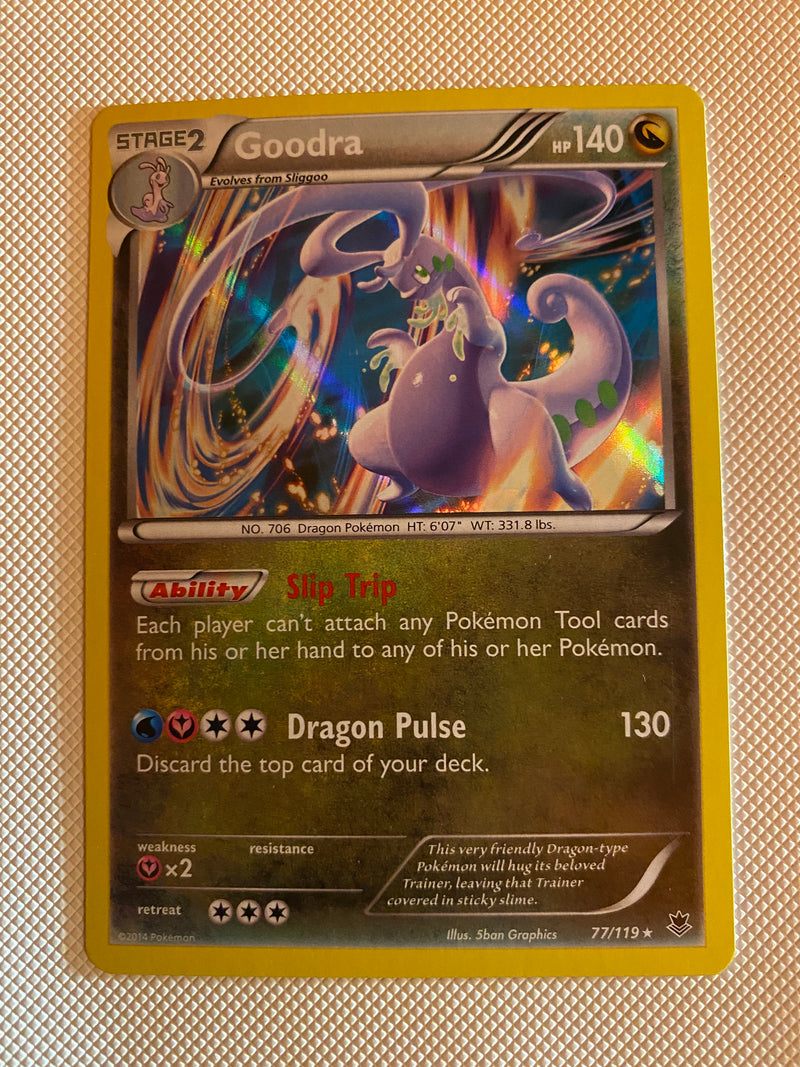 STAGE2 Goodra HP140
Evolves from Sliggoo
NO. 706 Dragon Pokémon HT: 6'07" WT: 331.8 lbs.
Ability Slip Trip
Each player can't attach any Pokémon Tool cards
from his or her hand to any of his or her Pokémon.
Dragon Pulse 130
Discard the top card of your deck.
weakness resistance
×2
retreat
This very friendly Dragon-type
Pokémon will hug its beloved
Trainer, leaving that Trainer
covered in sticky slime.
©2014 Pokémon Illus. 5ban Graphics 77/119 ★